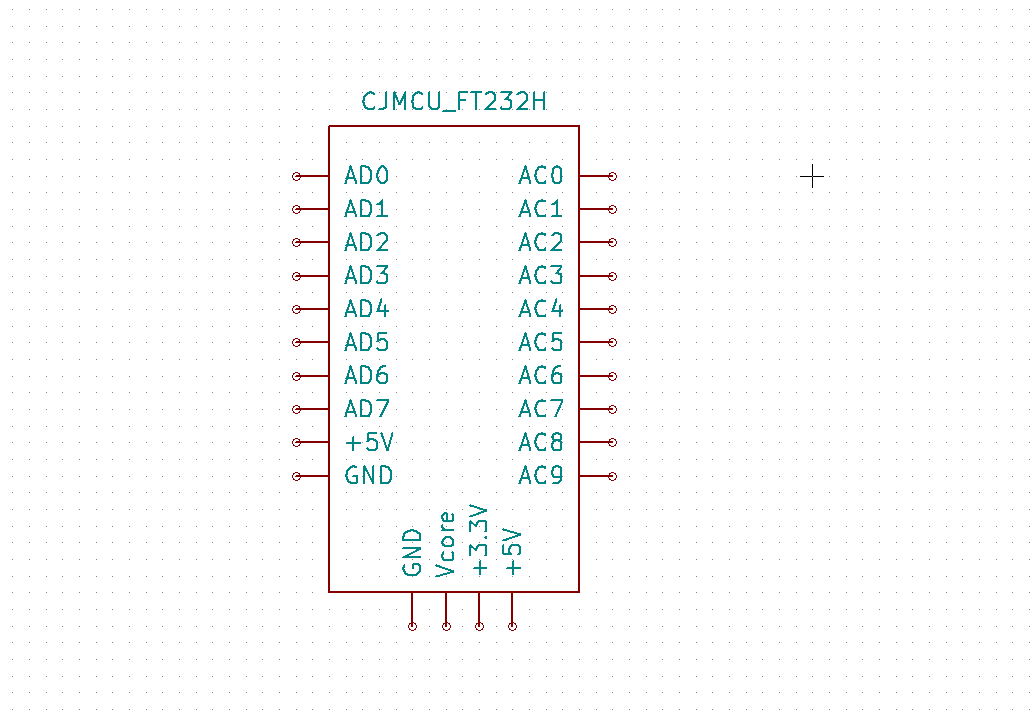 CJMCU_FT232H
AD0 AC0
AD1 AC1
AD2 AC2
AD3 AC3
AD4 AC4
AD5 AC5
AD6 AC6
AD7 AC7
+5V AC8
GND AC9
GND
Vcore
+3.3V
+5V